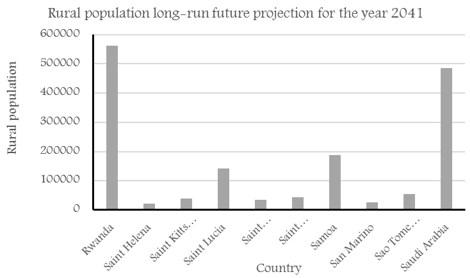 Rural population long-run future projection for the year 2041
Rural population
600000
500000
400000
300000
200000
100000
0
Rwanda
Saint Helena
Saint Kitts...
Saint Lucia
Saint...
Saint...
Samoa
San Marino
Sao Tome...
Saudi Arabia
Country